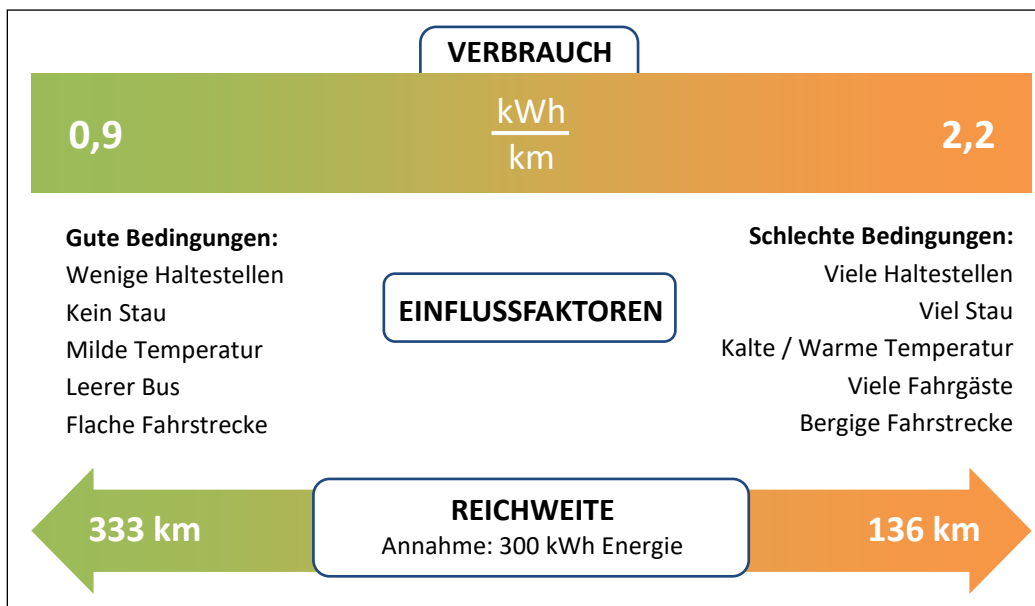 VERBRAUCH
0,9
kWh
km
2,2
Gute Bedingungen:
Wenige Haltestellen
Kein Stau
Milde Temperatur
Leerer Bus
Flache Fahrstrecke
EINFLUSSFAKTOREN
Schlechte Bedingungen:
Viele Haltestellen
Viel Stau
Kalte / Warme Temperatur
Viele Fahrgäste
Bergige Fahrstrecke
333 km
REICHWEITE
Annahme: 300 kWh Energie
136 km